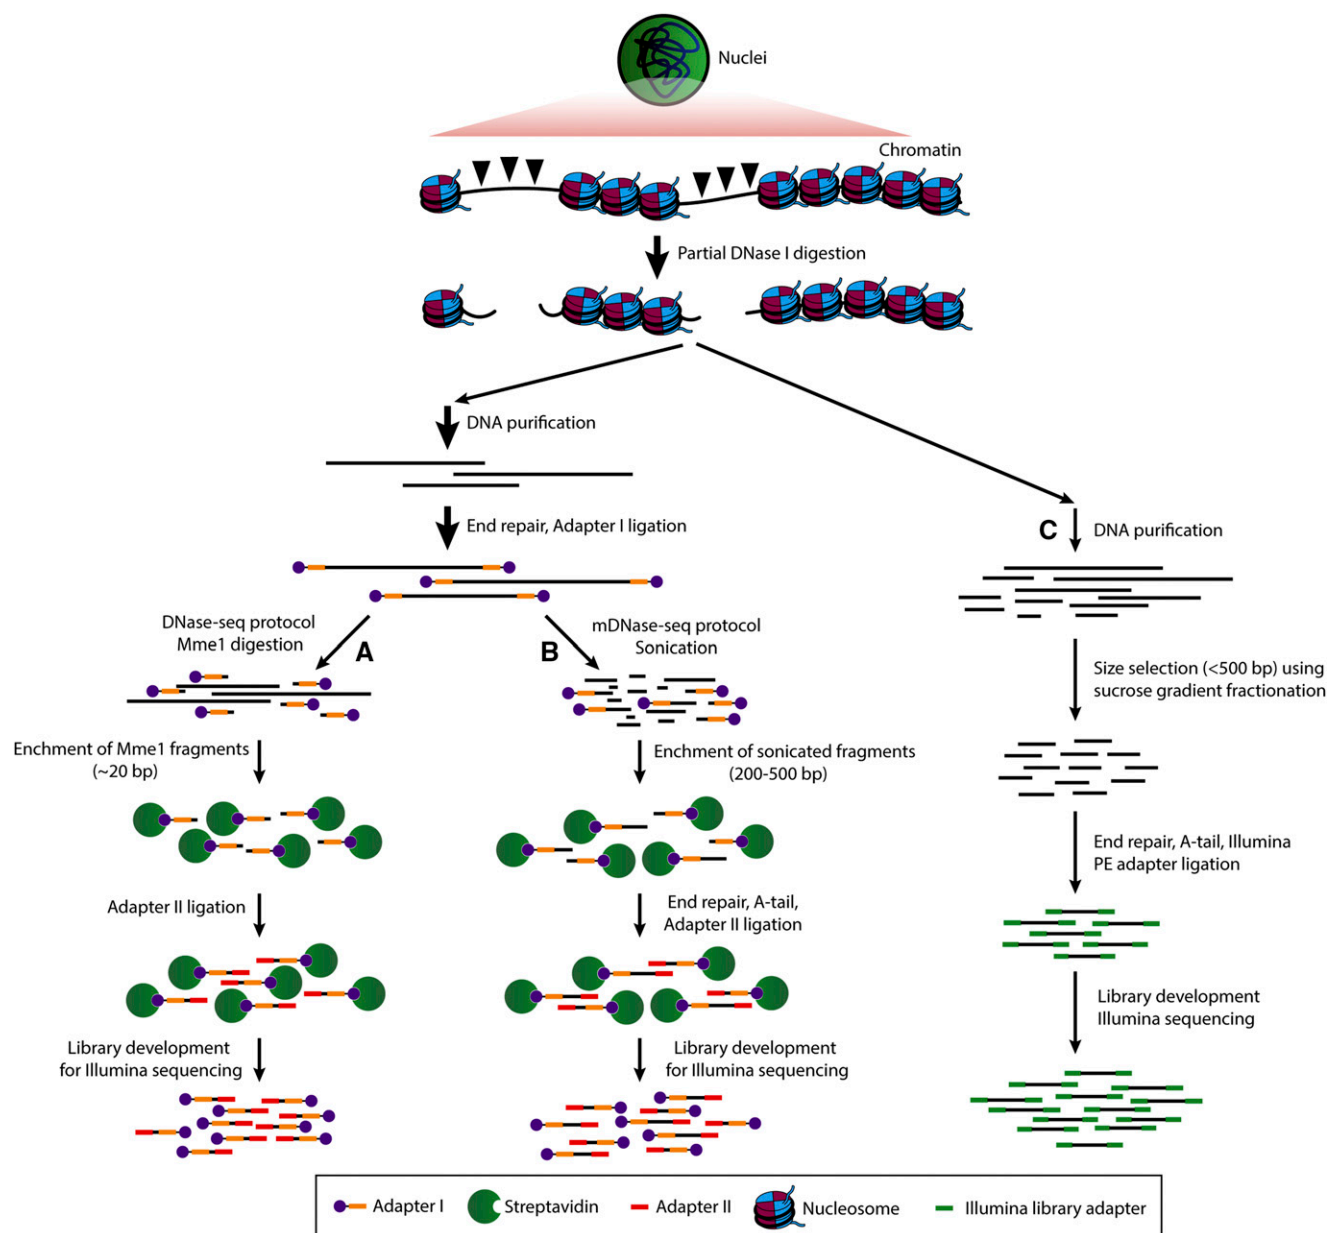 Nuclei
Chromatin
Partial DNase I digestion
DNA purification
End repair, Adapter I ligation
DNase-seq protocol
Mme1 digestion
A
B
mDNase-seq protocol
Sonication
Enchment of Mme1 fragments
(~20 bp)
Enchment of sonicated fragments
(200-500 bp)
Adapter II ligation
End repair, A-tail,
Adapter II ligation
Library development
for Illumina sequencing
Library development
for Illumina sequencing
C
DNA purification
Size selection (<500 bp) using
sucrose gradient fractionation
End repair, A-tail, Illumina
PE adapter ligation
Library development
Illumina sequencing
Adapter I
Streptavidin
Adapter II
Nucleosome
Illumina library adapter